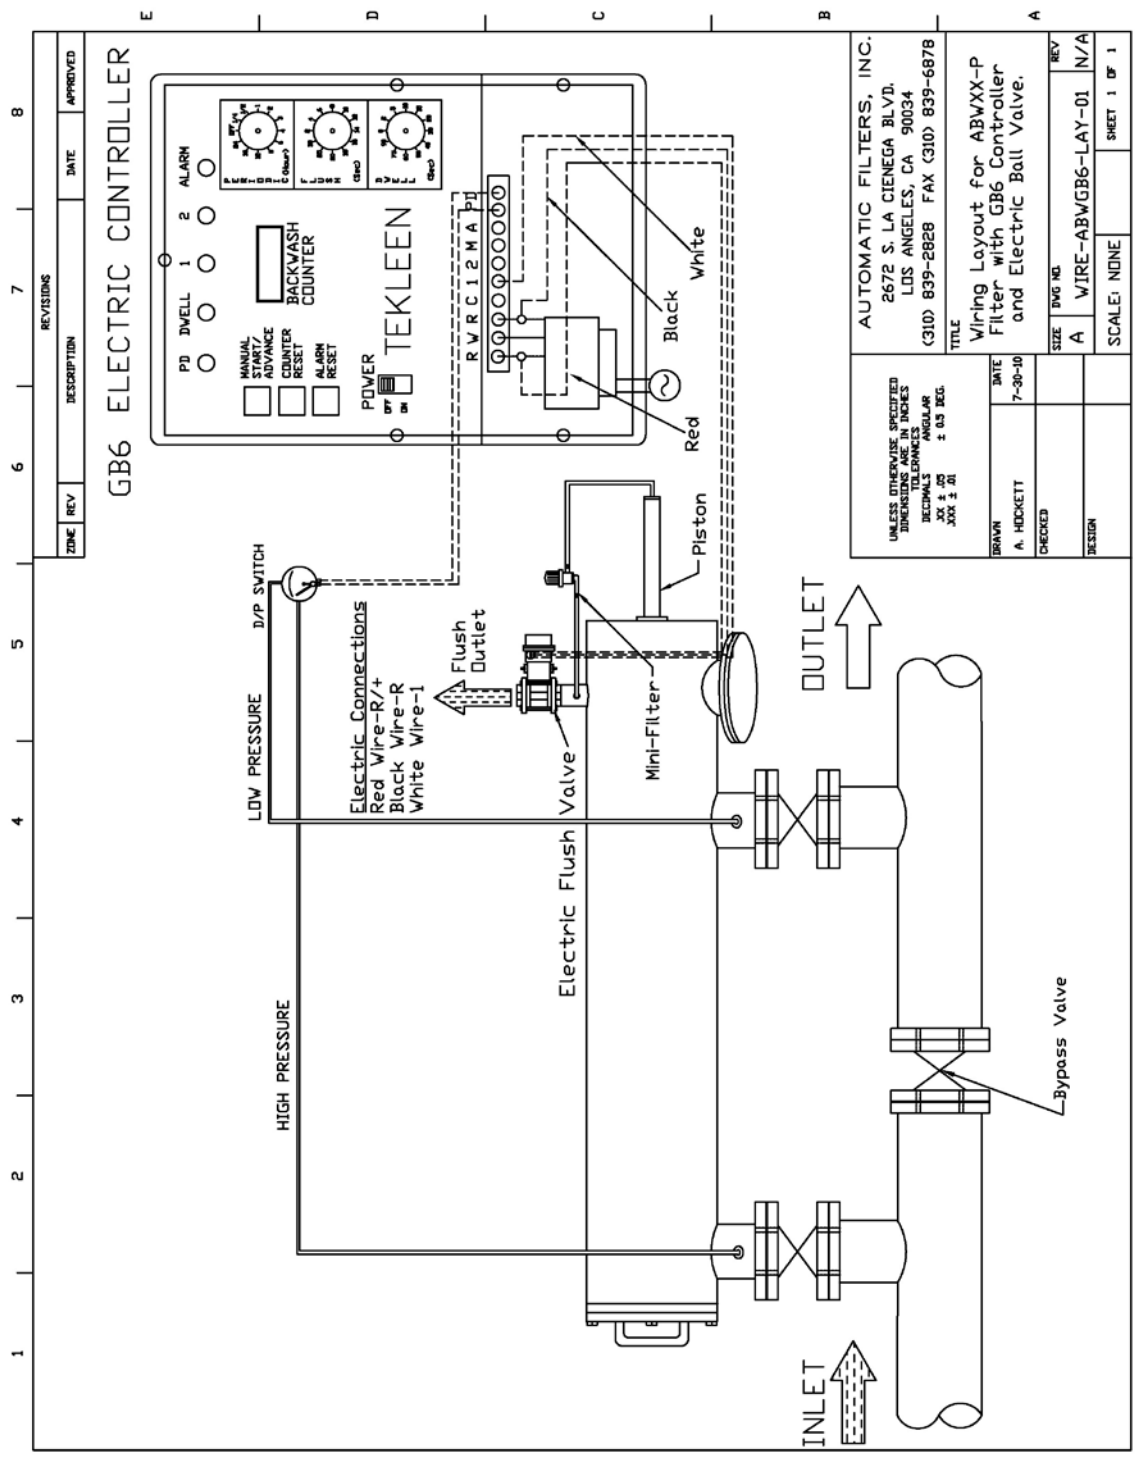 REVISIONS
ZONE REV DESCRIPTION DATE APPROVED
1 2 3 4 5 6 7 8
E
D
C
B
A
GB6 ELECTRIC CONTROLLER
PD DWELL 1 2 ALARM
MANUAL
START/
ADVANCE
COUNTER
RESET
ALARM
RESET
BACKWASH
COUNTER
PERIODIC
(Hour)
FLUSH
(Sec)
DWELL
(Sec)
POWER
OFF
ON
TEKLEEN
R W R C 1 2 M A PD
Red
Black
White
D/P SWITCH
LOW PRESSURE
HIGH PRESSURE
Electric Connections
Red Wire-R/+
Black Wire-R
White Wire-1
Flush
Outlet
Electric Flush Valve
Mini-Filter
Piston
INLET
OUTLET
Bypass Valve
UNLESS OTHERWISE SPECIFIED
DIMENSIONS ARE IN INCHES
TOLERANCES
DECIMALS ANGULAR
.XX ± .05 ± 0.5 DEG.
.XXX ± .01
DRAWN DATE
A. HOCKETT 7-30-10
CHECKED
DESIGN
AUTOMATIC FILTERS, INC.
2672 S. LA CIENEGA BLVD.
LOS ANGELES, CA 90034
(310) 839-2828 FAX (310) 839-6878
TITLE
Wiring Layout for ABWXX-P
Filter with GB6 Controller
and Electric Ball Valve.
SIZE DWG NO. REV
A WIRE-ABWGB6-LAY-01 N/A
SCALE: NONE SHEET 1 OF 1